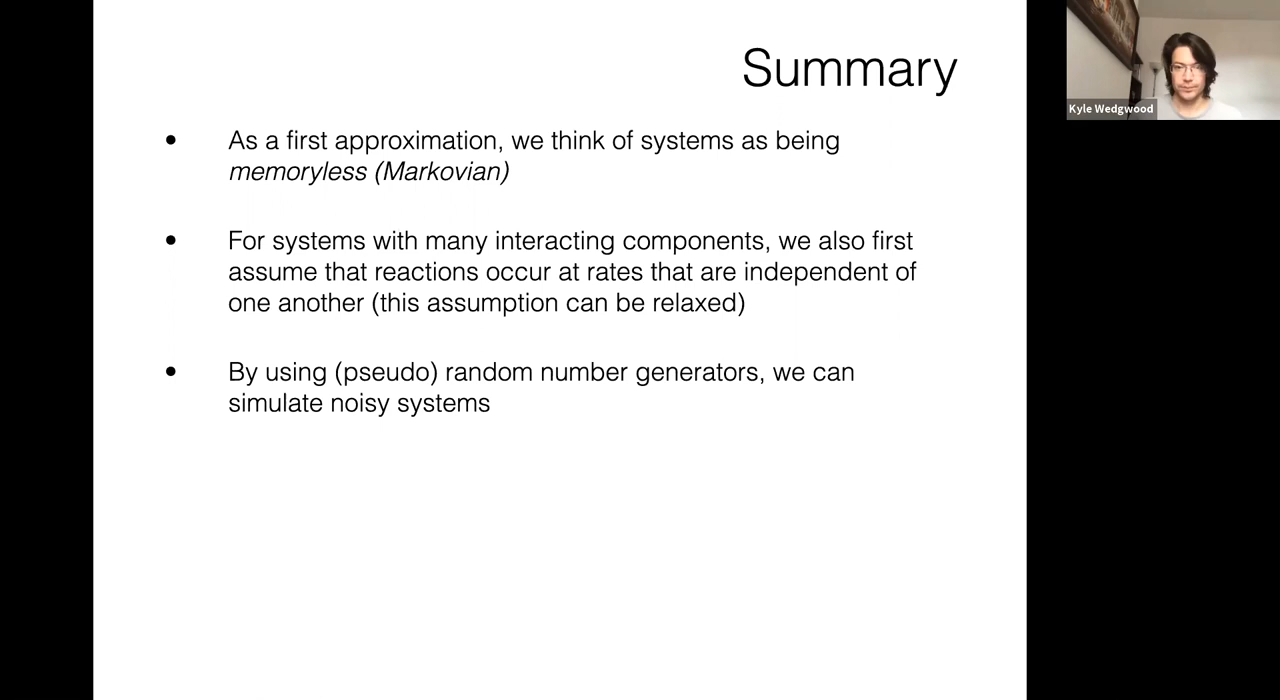 Summary
Kyle Wedgwood
• As a first approximation, we think of systems as being
memoryless (Markovian)
• For systems with many interacting components, we also first
assume that reactions occur at rates that are independent of
one another (this assumption can be relaxed)
• By using (pseudo) random number generators, we can
simulate noisy systems